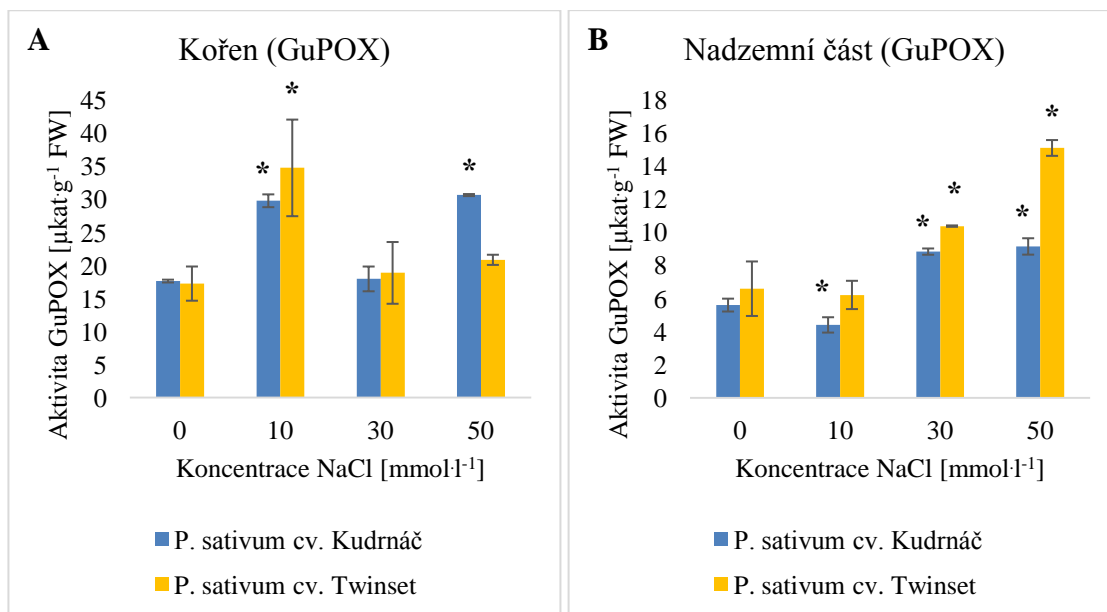 A
Kořen (GuPOX)
Aktivita GuPOX [µkat·g⁻¹ FW]
45
40
35
30
25
20
15
10
5
0
* * *
0 10 30 50
Koncentrace NaCl [mmol·l⁻¹]
P. sativum cv. Kudrnáč
P. sativum cv. Twinset
B
Nadzemní část (GuPOX)
Aktivita GuPOX [µkat·g⁻¹ FW]
18
16
14
12
10
8
6
4
2
0
* * * * *
0 10 30 50
Koncentrace NaCl [mmol·l⁻¹]
P. sativum cv. Kudrnáč
P. sativum cv. Twinset